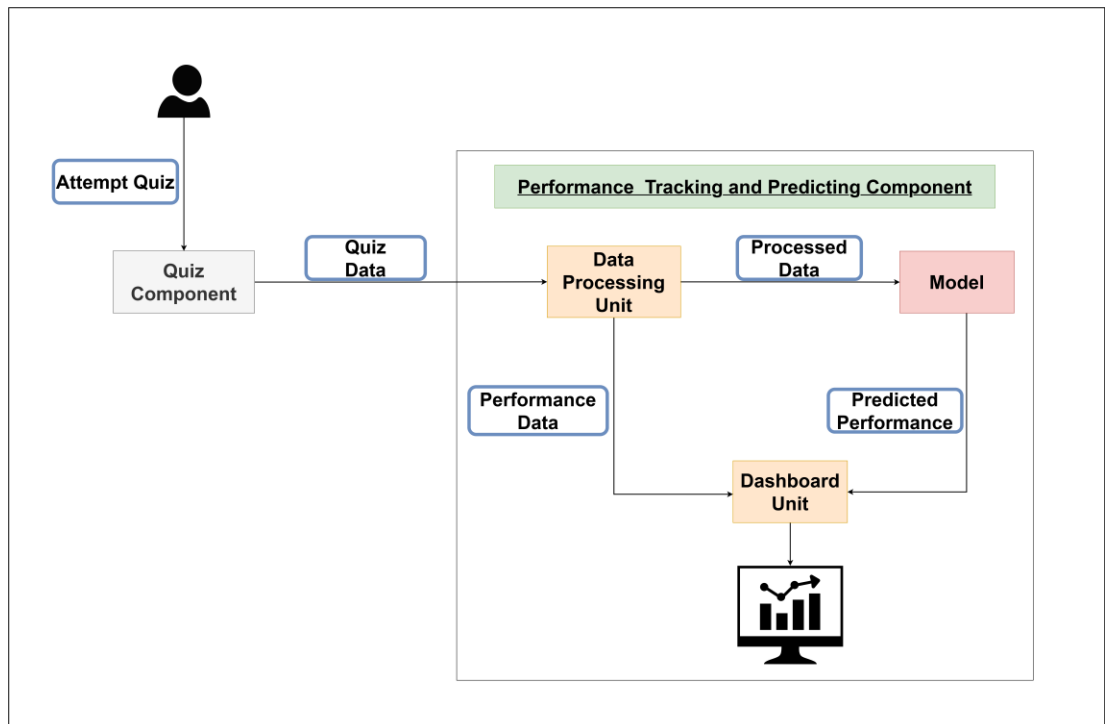 Attempt Quiz
Performance  Tracking and Predicting Component
Quiz
Data
Processed
Data
Quiz
Component
Data
Processing
Unit
Model
Performance
Data
Predicted
Performance
Dashboard
Unit